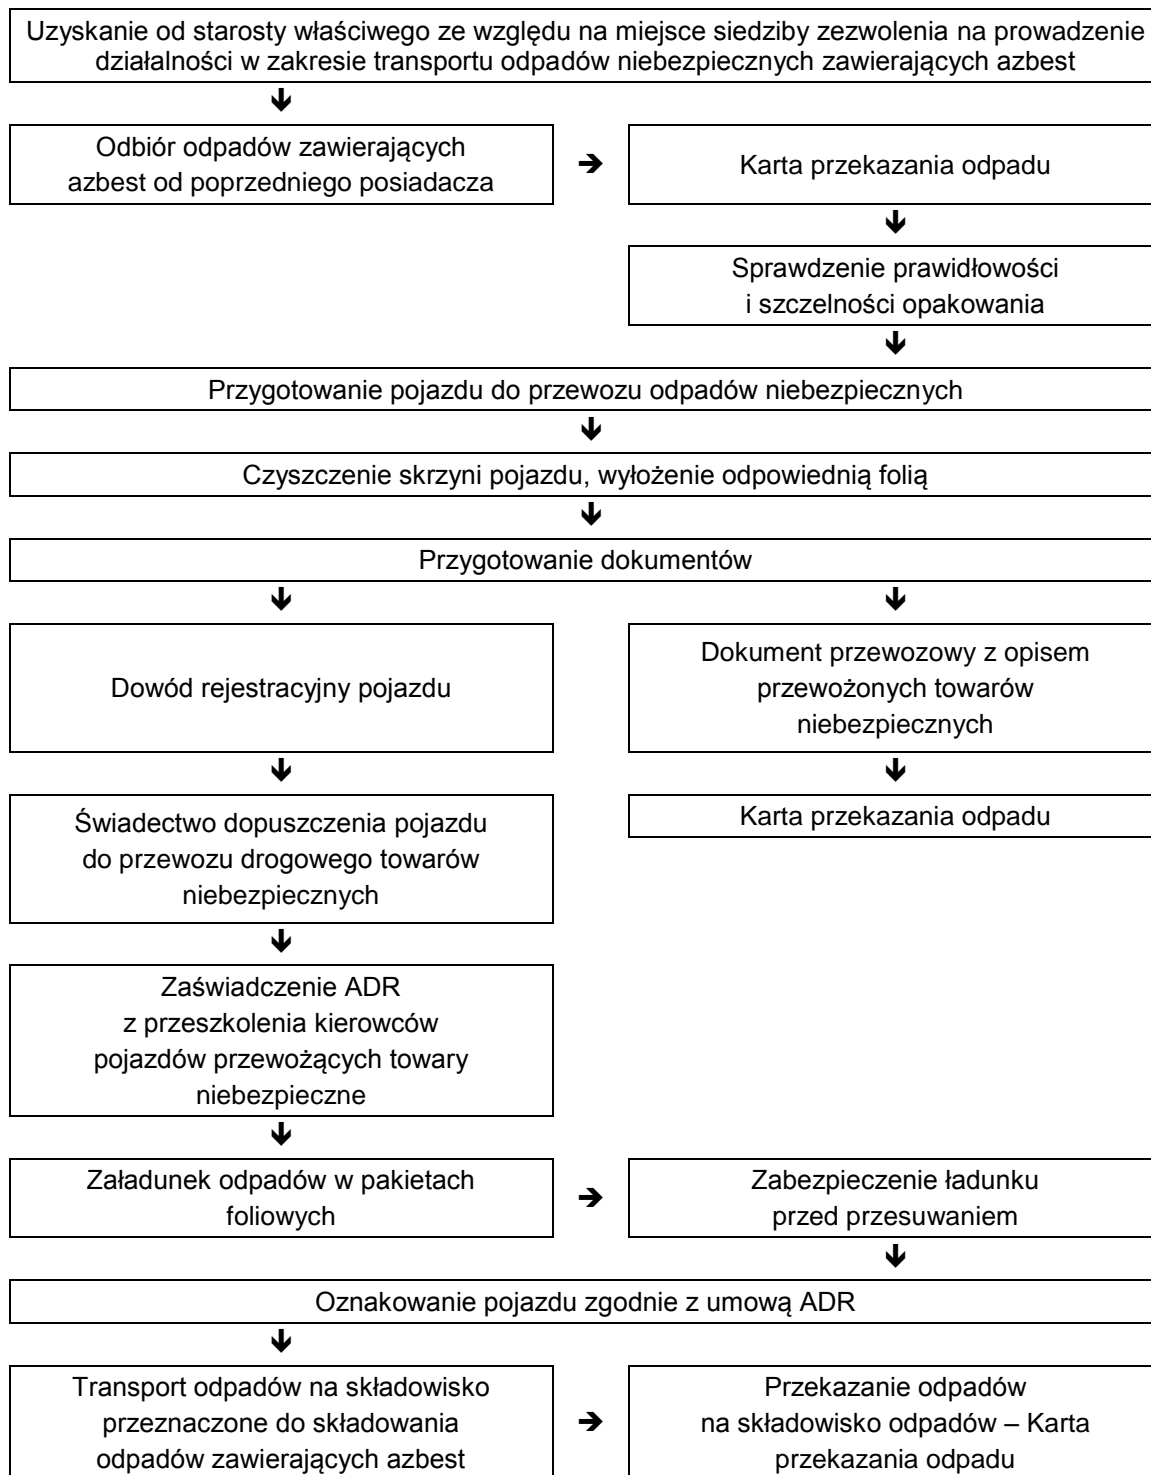 Uzyskanie od starosty właściwego ze względu na miejsce siedziby zezwolenia na prowadzenie
działalności w zakresie transportu odpadów niebezpiecznych zawierających azbest
Odbiór odpadów zawierających
azbest od poprzedniego posiadacza
Karta przekazania odpadu
Sprawdzenie prawidłowości
i szczelności opakowania
Przygotowanie pojazdu do przewozu odpadów niebezpiecznych
Czyszczenie skrzyni pojazdu, wyłożenie odpowiednią folią
Przygotowanie dokumentów
Dowód rejestracyjny pojazdu
Dokument przewozowy z opisem
przewożonych towarów
niebezpiecznych
Świadectwo dopuszczenia pojazdu
do przewozu drogowego towarów
niebezpiecznych
Karta przekazania odpadu
Zaświadczenie ADR
z przeszkolenia kierowców
pojazdów przewożących towary
niebezpieczne
Załadunek odpadów w pakietach
foliowych
Zabezpieczenie ładunku
przed przesuwaniem
Oznakowanie pojazdu zgodnie z umową ADR
Transport odpadów na składowisko
przeznaczone do składowania
odpadów zawierających azbest
Przekazanie odpadów
na składowisko odpadów – Karta
przekazania odpadu